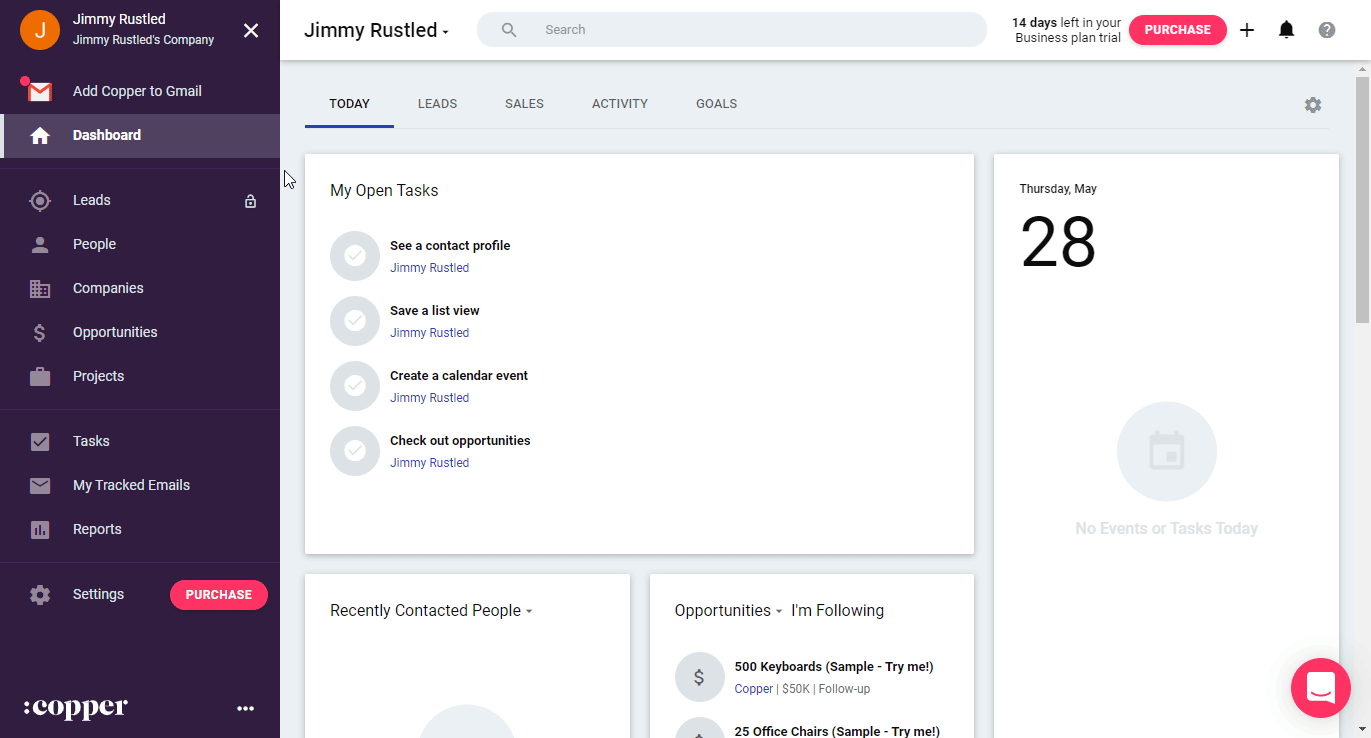 J
Jimmy Rustled
Jimmy Rustled's Company
Add Copper to Gmail
Dashboard
Leads
People
Companies
Opportunities
Projects
Tasks
My Tracked Emails
Reports
Settings
PURCHASE
:copper
Jimmy Rustled
Search
14 days left in your
Business plan trial
PURCHASE
TODAY LEADS SALES ACTIVITY GOALS
My Open Tasks
See a contact profile
Jimmy Rustled
Save a list view
Jimmy Rustled
Create a calendar event
Jimmy Rustled
Check out opportunities
Jimmy Rustled
Thursday, May
28
No Events or Tasks Today
Recently Contacted People
Opportunities I'm Following
$
500 Keyboards (Sample - Try me!)
Copper | $50K | Follow-up
25 Office Chairs (Sample - Try me!)